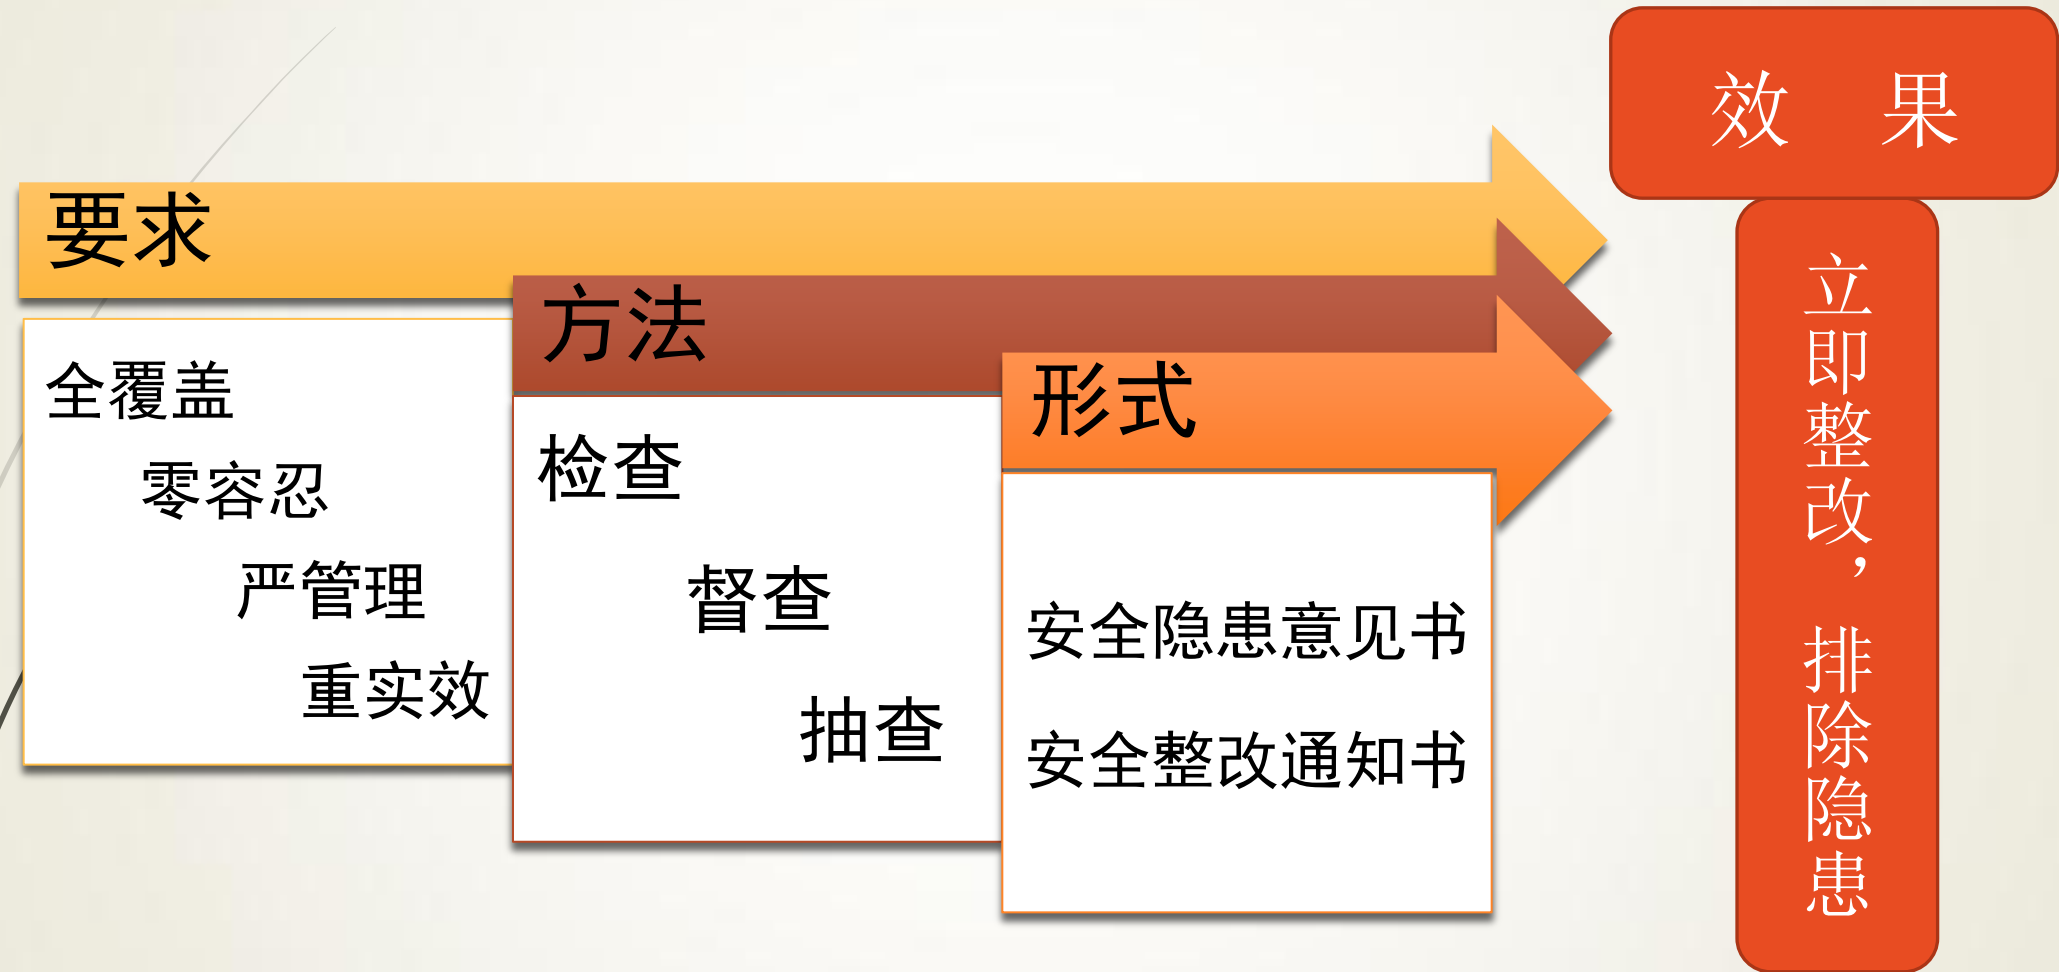 要求
全覆盖
零容忍
严管理
重实效
方法
检查
督查
抽查
形式
安全隐患意见书
安全整改通知书
效 果
立即整改，排除隐患